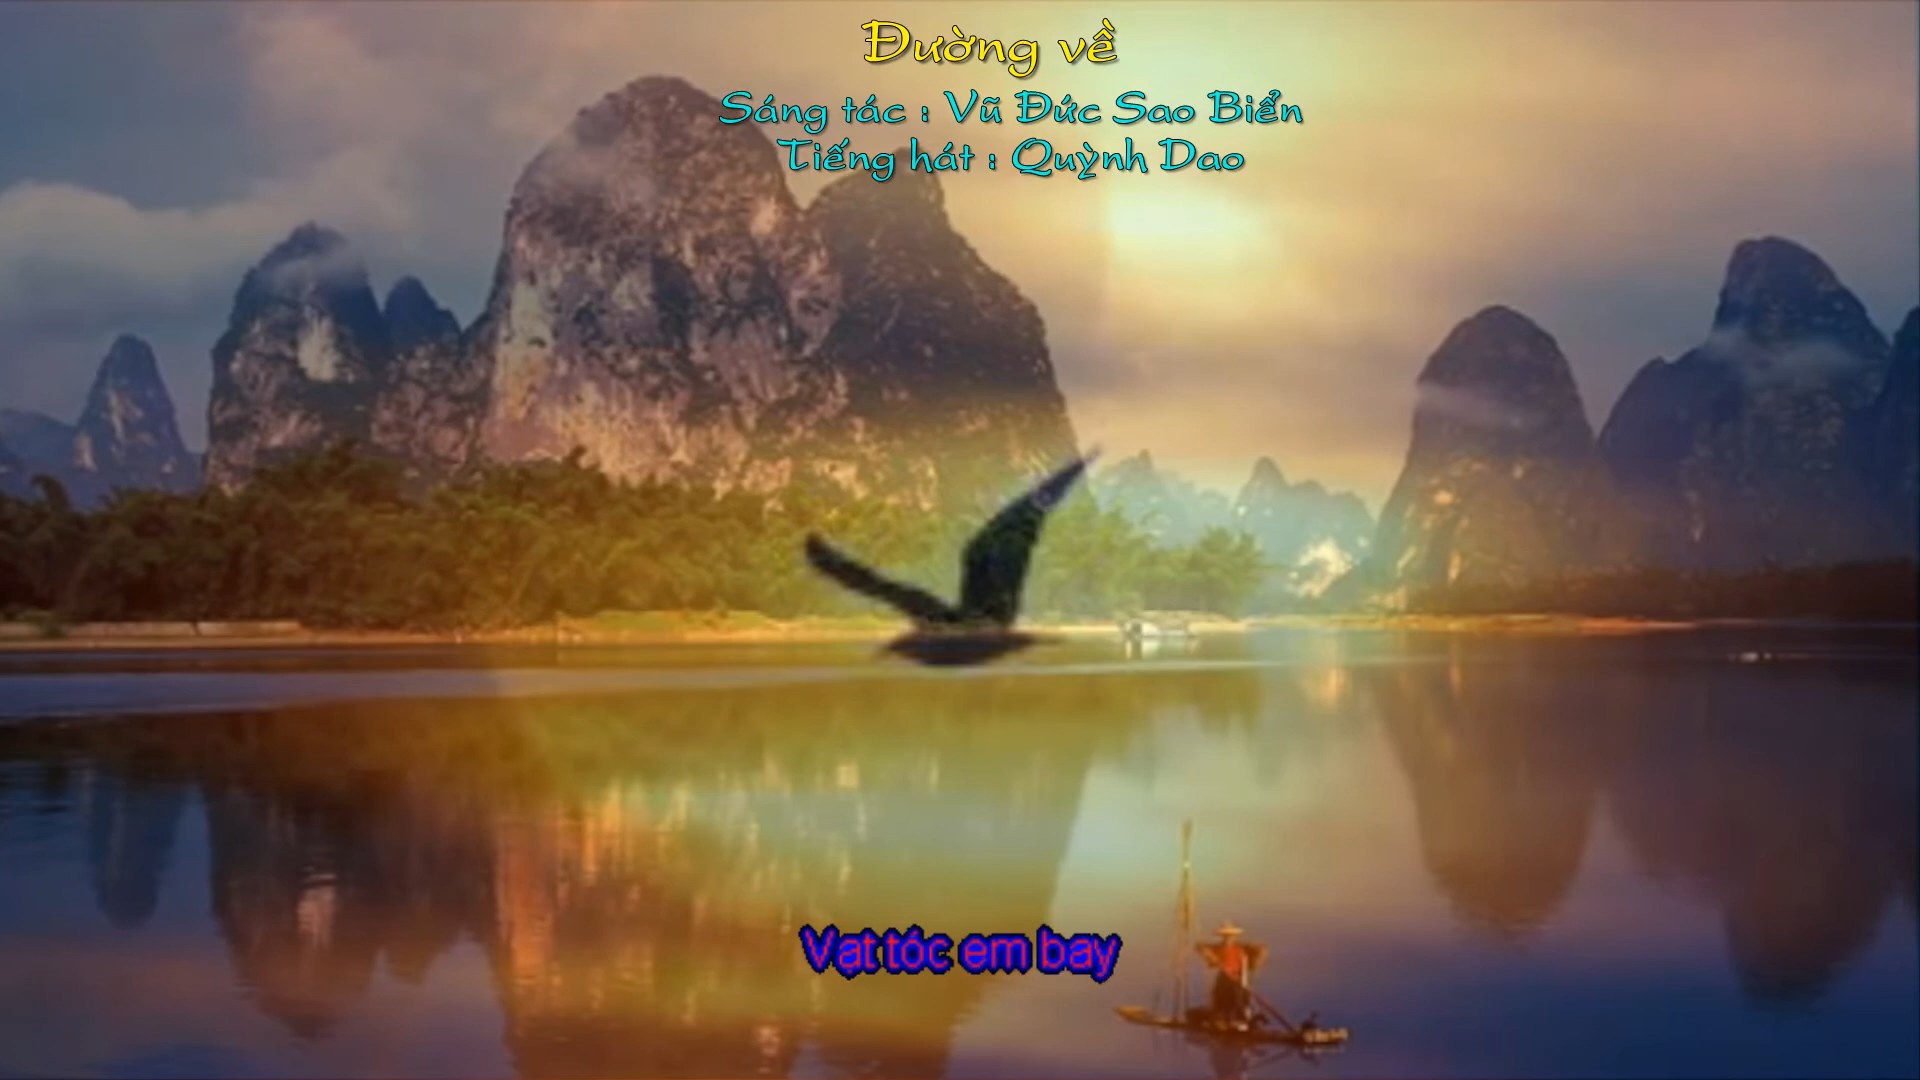 Đường về
Sáng tác : Vũ Đức Sao Biển
Tiếng hát : Quỳnh Dao
Vạt tóc em bay